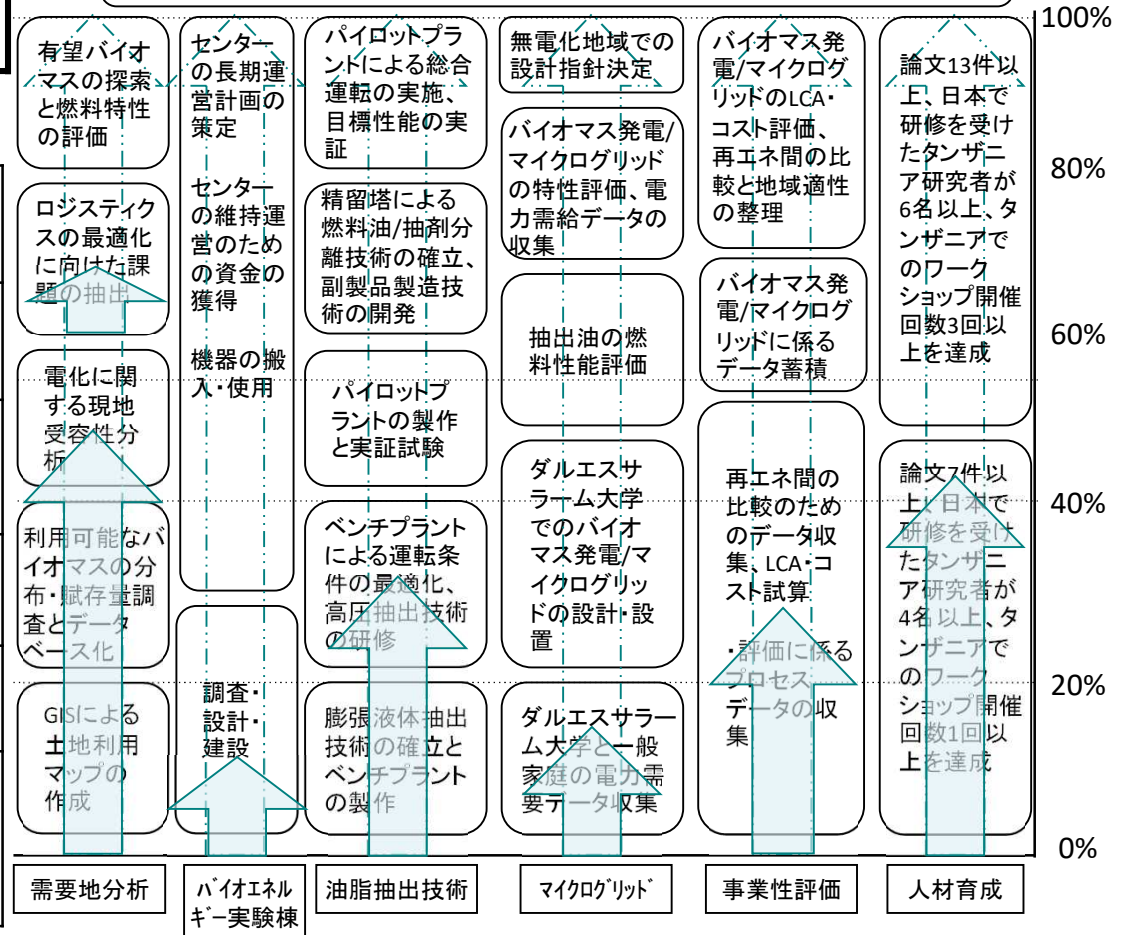 100%
80%
60%
40%
20%
0%
有望バイオ
マスの探索
と燃料特性
の評価
ロジスティク
スの最適化
に向けた課
題の抽出
電化に関
する現地
受容性分
析
利用可能なバ
イオマスの分
布・賦存量調
査とデータ
ベース化
GISによる
土地利用
マップの
作成
需要地分析
センター
の長期運
営計画の
策定
センター
の維持運
営のため
の資金の
獲得
機器の搬
入・使用
調査・
設計・
建設
バイオエネル
ギー実験棟
パイロットプラ
ントによる総合
運転の実施、
目標性能の実
証
精留塔による
燃料油/抽剤分
離技術の確立、
副製品製造技
術の開発
パイロットプ
ラントの製作
と実証試験
ベンチプラント
による運転条
件の最適化、
高圧抽出技術
の研修
膨張液体抽出
技術の確立と
ベンチプラント
の製作
油脂抽出技術
無電化地域での
設計指針決定
バイオマス発電/
マイクログリッド
の特性評価、電
力需給データの
収集
抽出油の燃
料性能評価
ダルエスサ
ラーム大学
でのバイオ
マス発電/マ
イクログリッ
ドの設計・設
置
ダルエスサラー
ム大学と一般
家庭の電力需
要データ収集
マイクログリッド
バイオマス発
電/マイクログ
リッドのLCA・
コスト評価、
再エネ間の比
較と地域適性
の整理
バイオマス発
電/マイクログ
リッドに係る
データ蓄積
再エネ間の
比較のため
のデータ収
集、LCA・コ
スト試算
・評価に係る
プロセス
データの収
集
事業性評価
論文13件以
上、日本で
研修を受け
たタンザニ
ア研究者が
6名以上、タ
ンザニアで
のワーク
ショップ開催
回数3回以
上を達成
論文7件以
上、日本で
研修を受け
たタンザニ
ア研究者が
4名以上、タ
ンザニアで
のワーク
ショップ開催
回数1回以
上を達成
人材育成